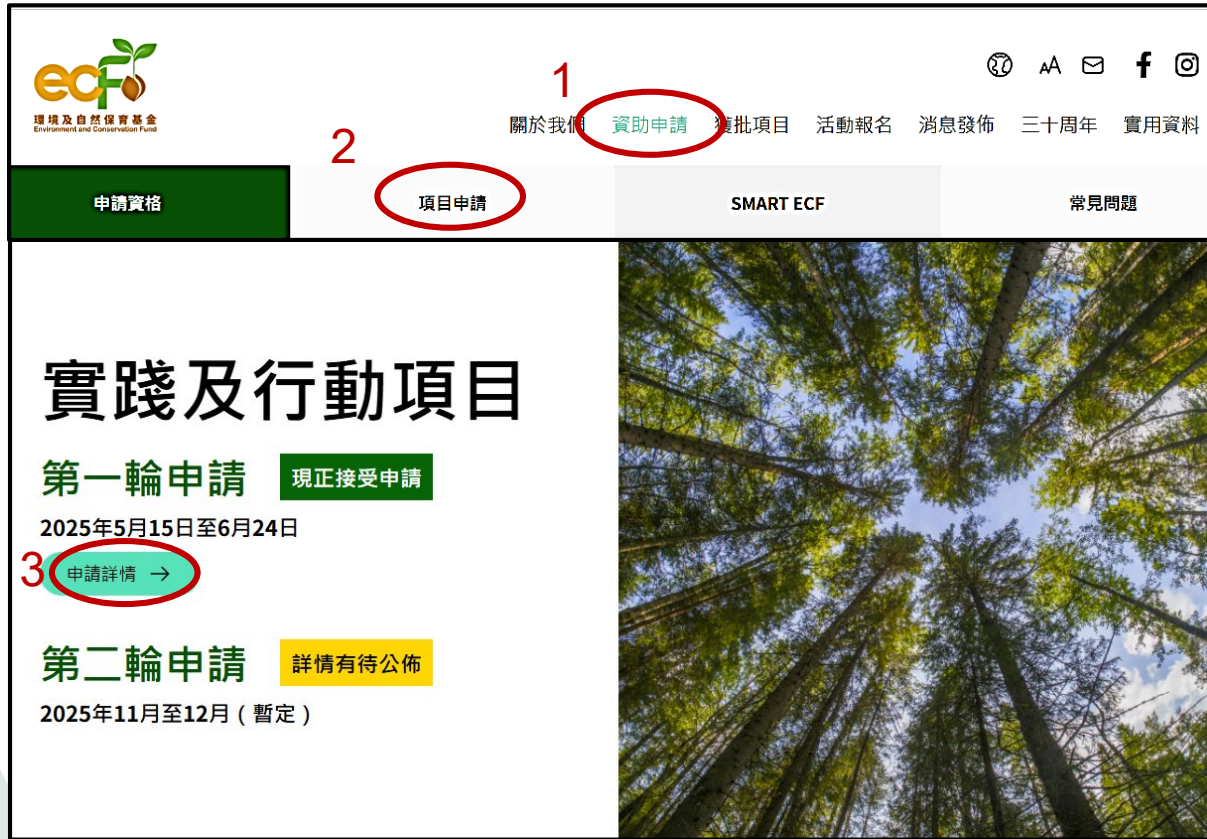 ecf
環境及自然保育基金
Environment and Conservation Fund
1
關於我們 資助申請 獲批項目 活動報名 消息發佈 三十周年 實用資料
2
申請資格 項目申請 SMART ECF 常見問題
實踐及行動項目
第一輪申請 現正接受申請
2025年5月15日至6月24日
3 申請詳情 →
第二輪申請 詳情有待公佈
2025年11月至12月 ( 暫定 )